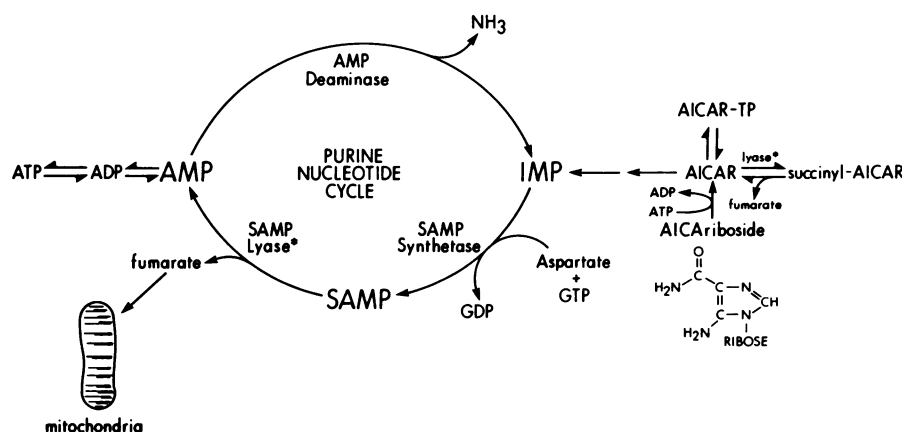 NH3
AMP
Deaminase
AICAR-TP
PURINE
NUCLEOTIDE
CYCLE
ATP ADP AMP
IMP
AICAR
lyase*
succinyl-AICAR
fumarate
ADP
ATP
AICAriboside
SAMP
Lyase*
SAMP
Synthetase
fumarate
SAMP
Aspartate
+
GTP
GDP
O
C
H2N
C
N
CH
C
N
H2N
RIBOSE
mitochondria